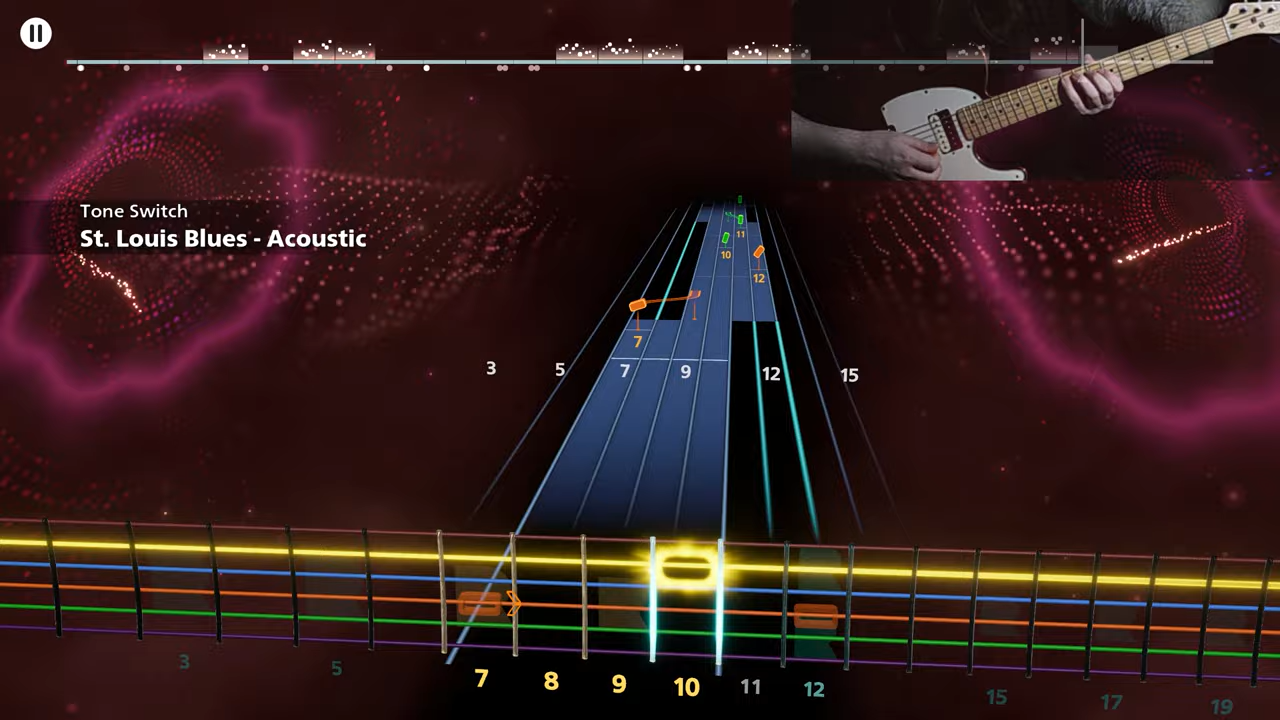 Tone Switch
St. Louis Blues - Acoustic
11
10
12
7
3 5 7 9 12 15
3 5 7 8 9 10 11 12 15 17 19